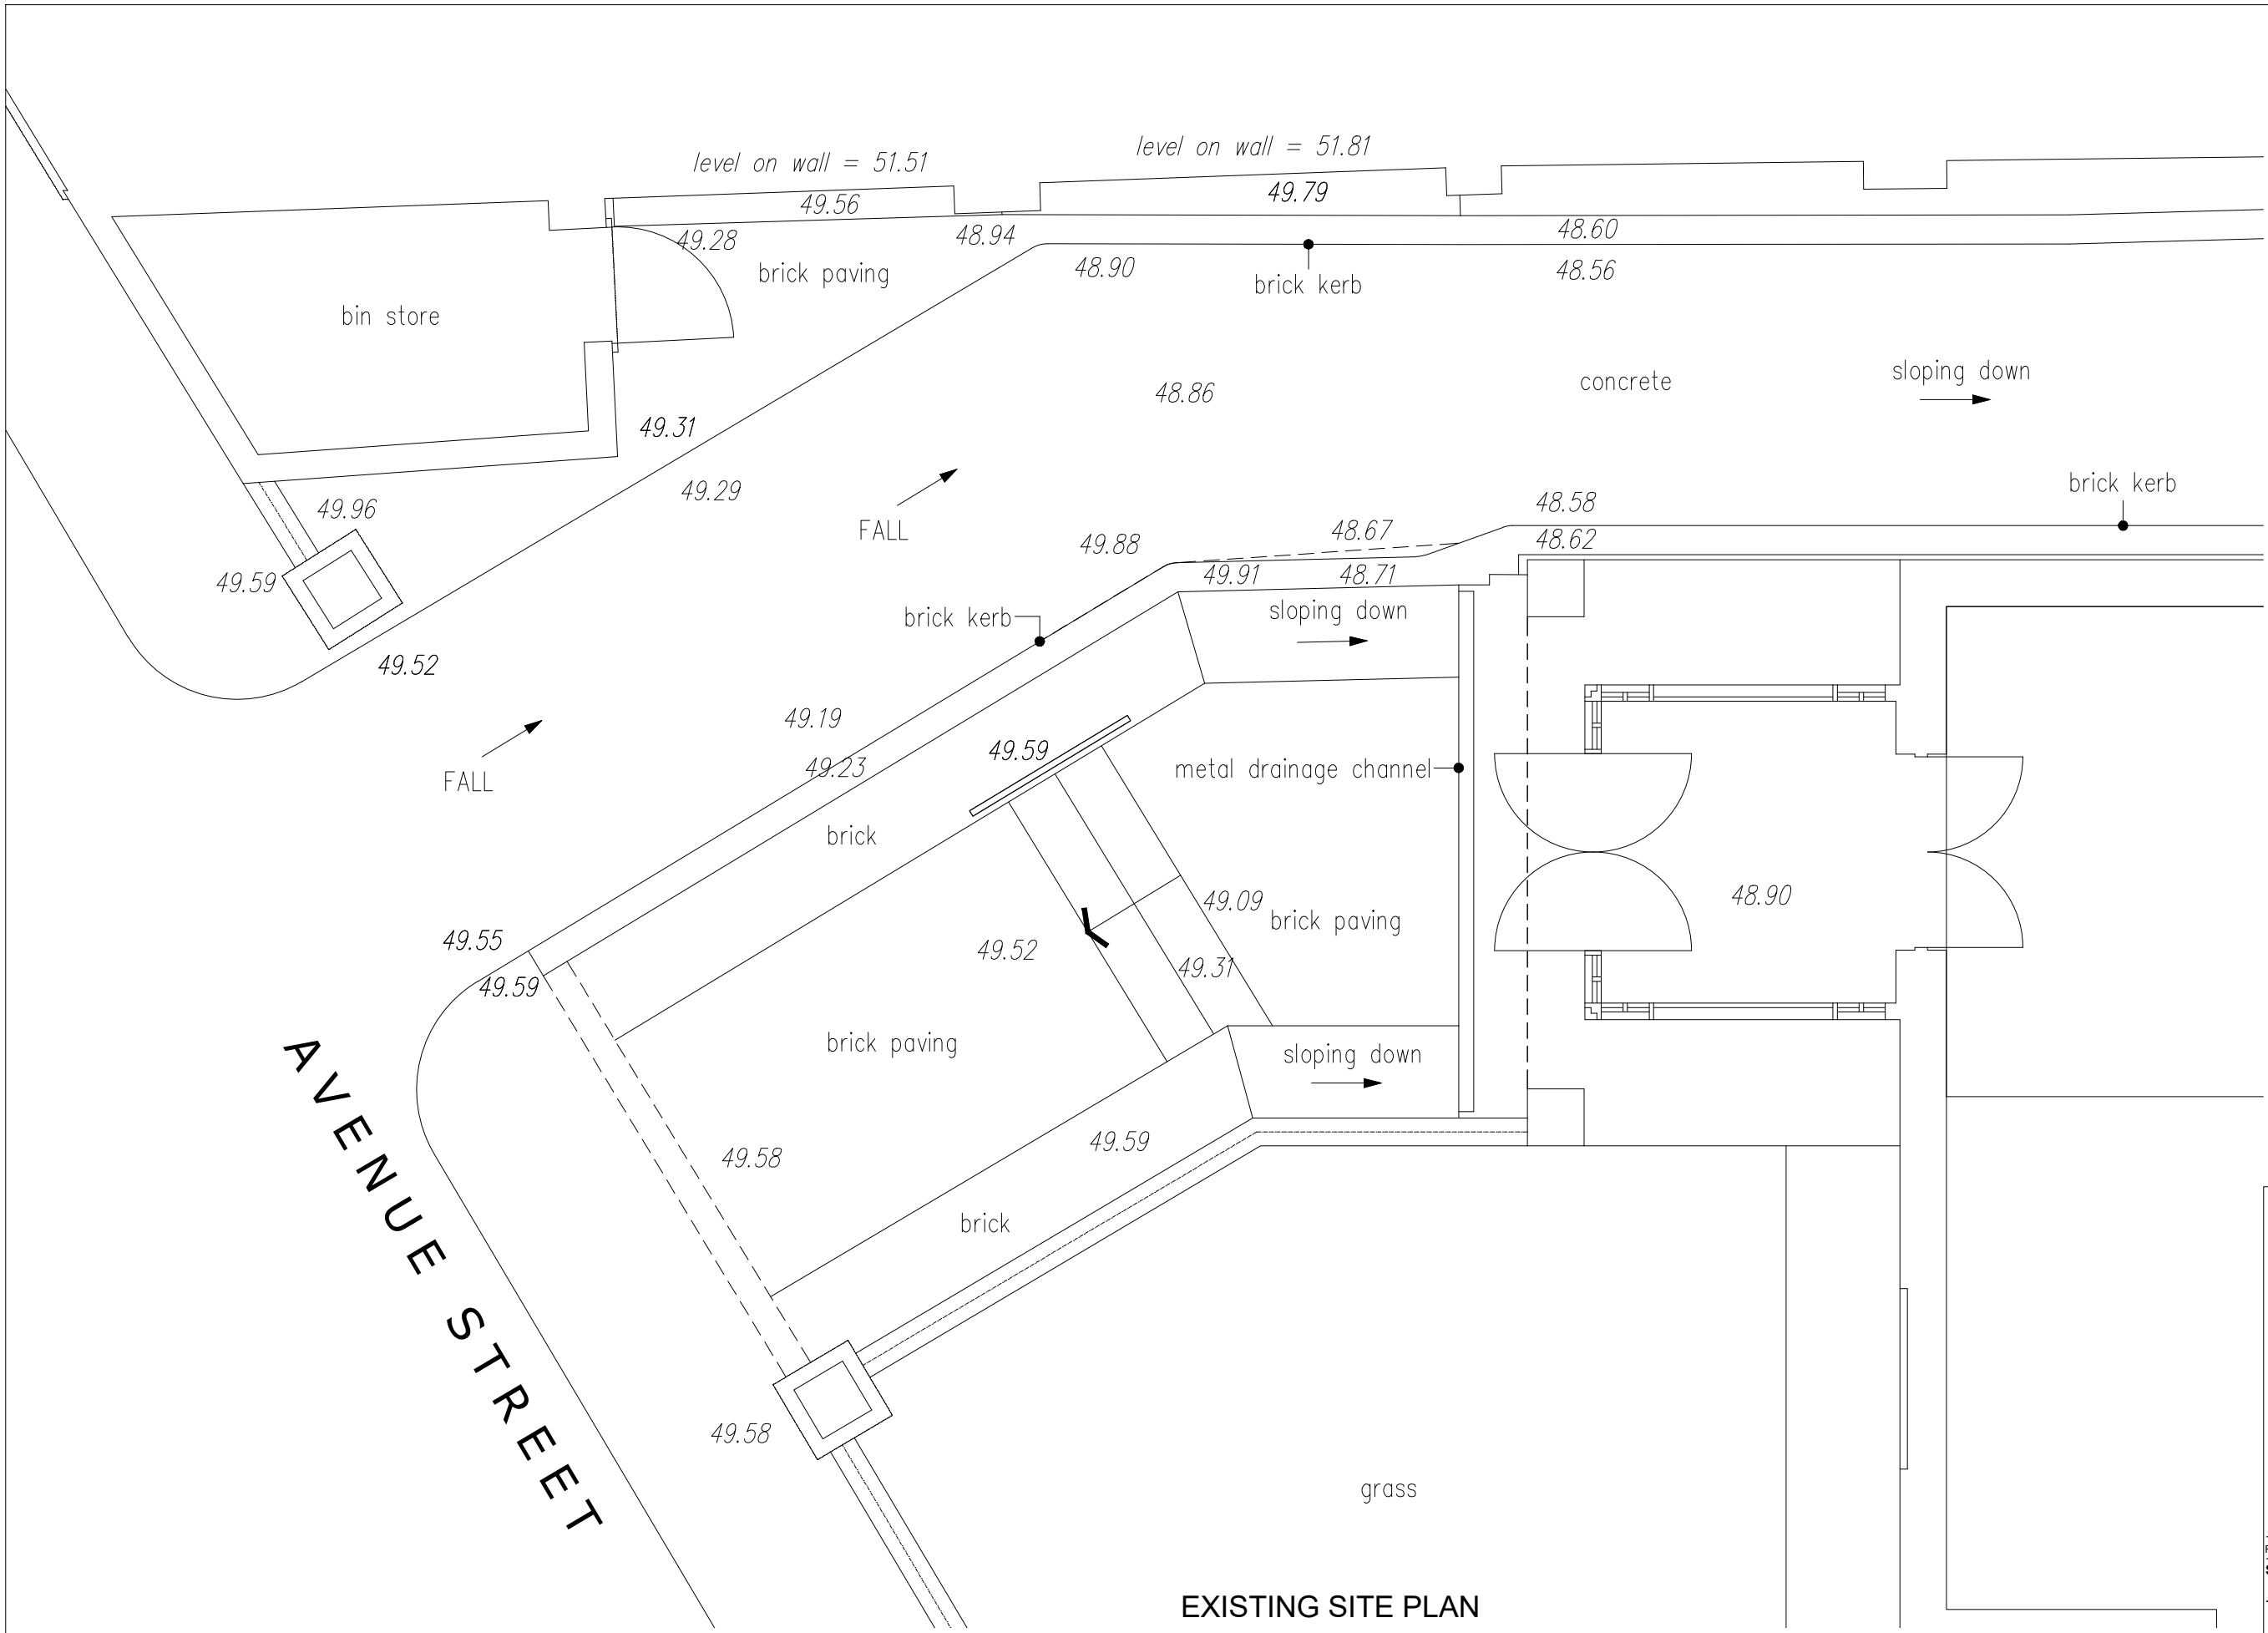 level on wall = 51.81
level on wall = 51.51
49.79
49.56
48.60
48.94
49.28
48.90
48.56
brick paving
brick kerb
bin store
sloping down
concrete
48.86
49.31
brick kerb
49.29
48.58
49.96
FALL
48.67
48.62
49.88
49.59
49.91
48.71
sloping down
brick kerb
49.52
49.19
49.59
49.23
metal drainage channel
FALL
brick
48.90
49.09
brick paving
49.55
49.52
49.31
49.59
brick paving
sloping down
49.59
49.58
AVENUE STREET
brick
49.58
grass
EXISTING SITE PLAN